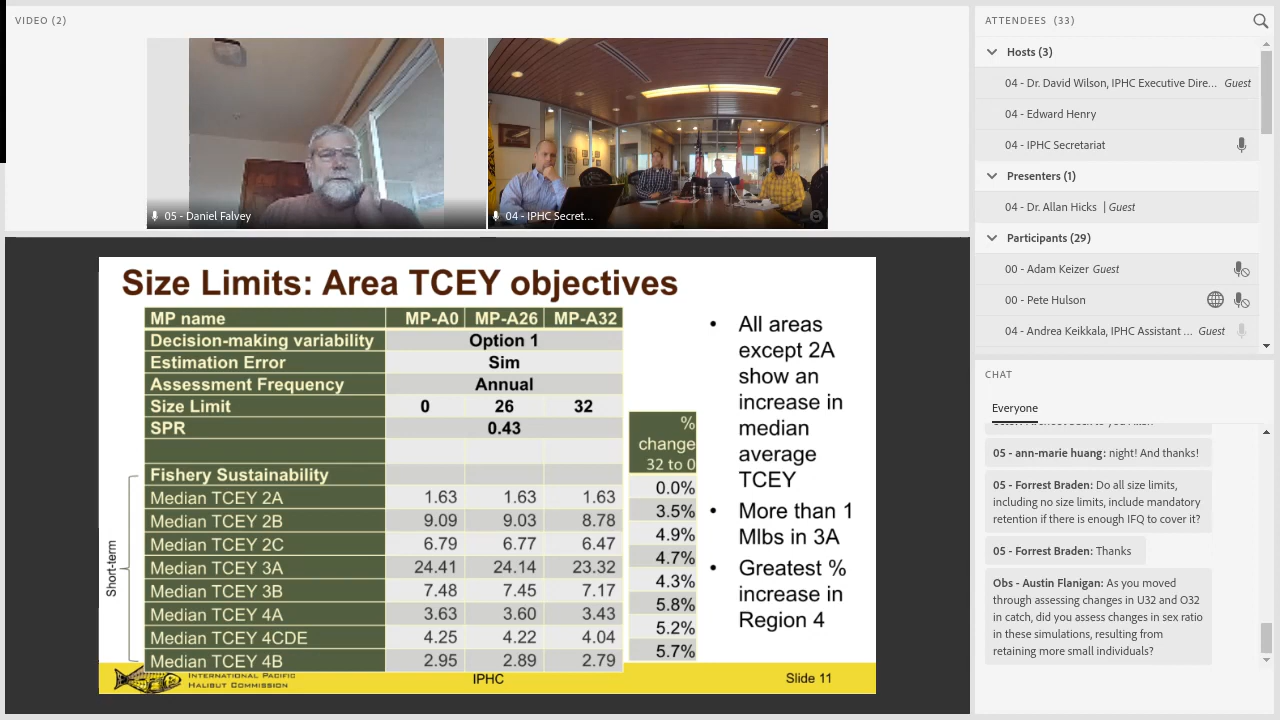 VIDEO (2)
05 - Daniel Falvey
04 - IPHC Secret...
Size Limits: Area TCEY objectives
MP name MP-A0 MP-A26 MP-A32
Decision-making variability Option 1
Estimation Error Sim
Assessment Frequency Annual
Size Limit 0 26 32
SPR 0.43
% change 32 to 0
Fishery Sustainability
Short-term
Median TCEY 2A 1.63 1.63 1.63 0.0%
Median TCEY 2B 9.09 9.03 8.78 3.5%
Median TCEY 2C 6.79 6.77 6.47 4.9%
Median TCEY 3A 24.41 24.14 23.32 4.7%
Median TCEY 3B 7.48 7.45 7.17 4.3%
Median TCEY 4A 3.63 3.60 3.43 5.8%
Median TCEY 4CDE 4.25 4.22 4.04 5.2%
Median TCEY 4B 2.95 2.89 2.79 5.7%
• All areas
except 2A
show an
increase in
median
average
TCEY
• More than 1
Mlbs in 3A
• Greatest %
increase in
Region 4
INTERNATIONAL PACIFIC
HALIBUT COMMISSION
IPHC
Slide 11
ATTENDEES (33)
Hosts (3)
04 - Dr. David Wilson, IPHC Executive Dire... Guest
04 - Edward Henry
04 - IPHC Secretariat
Presenters (1)
04 - Dr. Allan Hicks | Guest
Participants (29)
00 - Adam Keizer Guest
00 - Pete Hulson
04 - Andrea Keikkala, IPHC Assistant ... Guest
CHAT
Everyone
05 - ann-marie huang: night! And thanks!
05 - Forrest Braden: Do all size limits,
including no size limits, include mandatory
retention if there is enough IFQ to cover it?
05 - Forrest Braden: Thanks
Obs - Austin Flanigan: As you moved
through assessing changes in U32 and O32
in catch, did you assess changes in sex ratio
in these simulations, resulting from
retaining more small individuals?